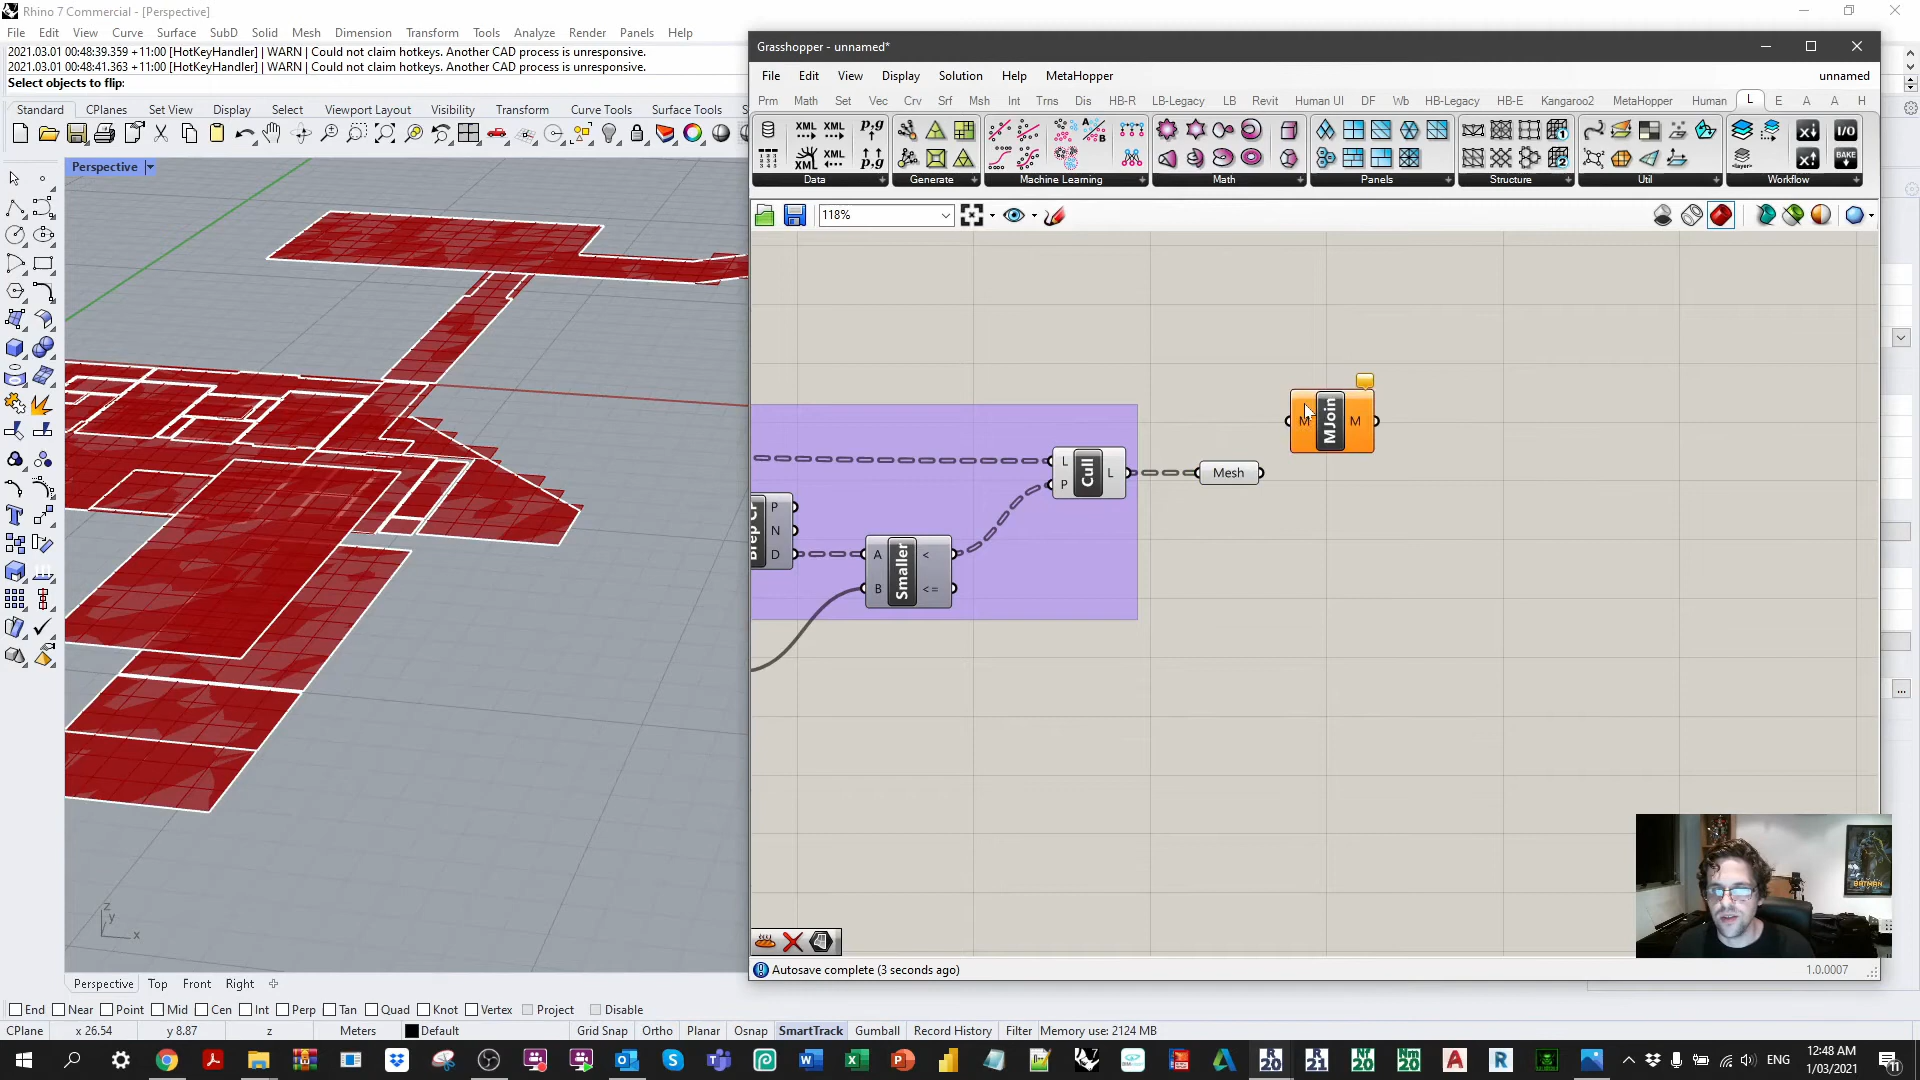 Rhino 7 Commercial - [Perspective]
File Edit View Curve Surface SubD Solid Mesh Dimension Transform Tools Analyze Render Panels Help
2021.03.01 00:48:39.359 +11:00 [HotKeyHandler] | WARN | Could not claim hotkeys. Another CAD process is unresponsive.
2021.03.01 00:48:41.363 +11:00 [HotKeyHandler] | WARN | Could not claim hotkeys. Another CAD process is unresponsive.
Select objects to flip:
Standard CPlanes Set View Display Select Viewport Layout Visibility Transform Curve Tools Surface Tools
Perspective
Grasshopper - unnamed*
File Edit View Display Solution Help MetaHopper unnamed
Prm Math Set Vec Crv Srf Msh Int Trns Dis HB-R LB-Legacy LB Revit Human UI DF Wb HB-Legacy HB-E Kangaroo2 MetaHopper Human L E A A H
Data Generate Machine Learning Math Panels Structure Util Workflow
118%
M MJoin M
L P Cull L
Mesh
P
N
D
A B Smaller < <=
z
y
x
BATMAN
Autosave complete (3 seconds ago) 1.0.0007
Perspective Top Front Right
End Near Point Mid Cen Int Perp Tan Quad Knot Vertex Project Disable
CPlane x 26.54 y 8.87 z Meters Default Grid Snap Ortho Planar Osnap SmartTrack Gumball Record History Filter Memory use: 2124 MB
ENG
12:48 AM
1/03/2021